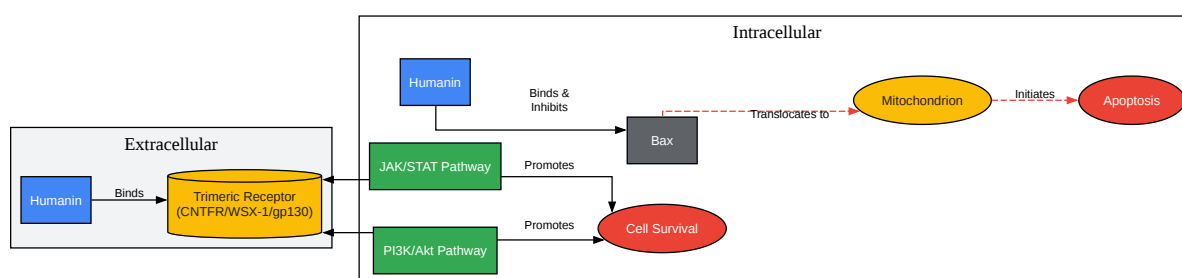 Intracellular
Humanin
Binds &
Inhibits
Bax
Translocates to
Mitochondrion
Initiates
Apoptosis
Extracellular
Humanin
Binds
Trimeric Receptor
(CNTFR/WSX-1/gp130)
JAK/STAT Pathway
Promotes
PI3K/Akt Pathway
Promotes
Cell Survival